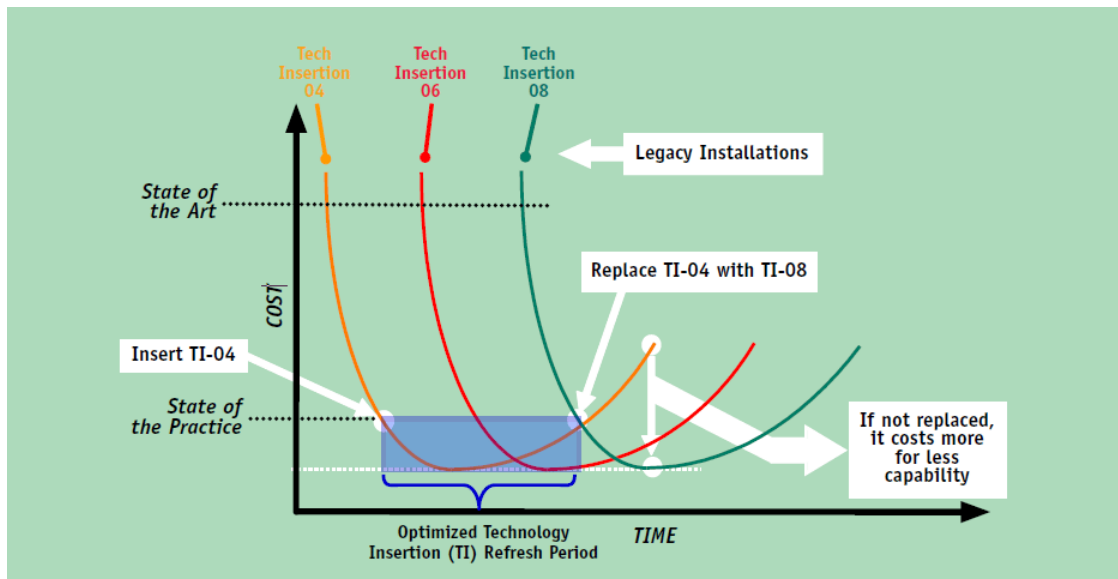 Tech
Insertion
04
Tech
Insertion
06
Tech
Insertion
08
Legacy Installations
State of
the Art
Replace TI-04 with TI-08
COST
Insert TI-04
State of
the Practice
If not replaced,
it costs more
for less
capability
Optimized Technology
Insertion (TI) Refresh Period
TIME